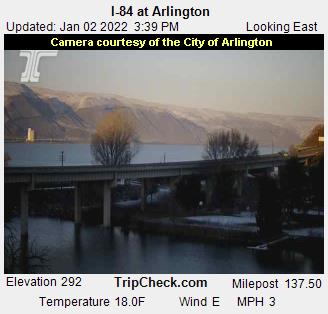 I-84 at Arlington
Updated: Jan 02 2022 3:39 PM Looking East
Camera courtesy of the City of Arlington
Elevation 292 TripCheck.com Milepost 137.50
Temperature 18.0F Wind E MPH 3